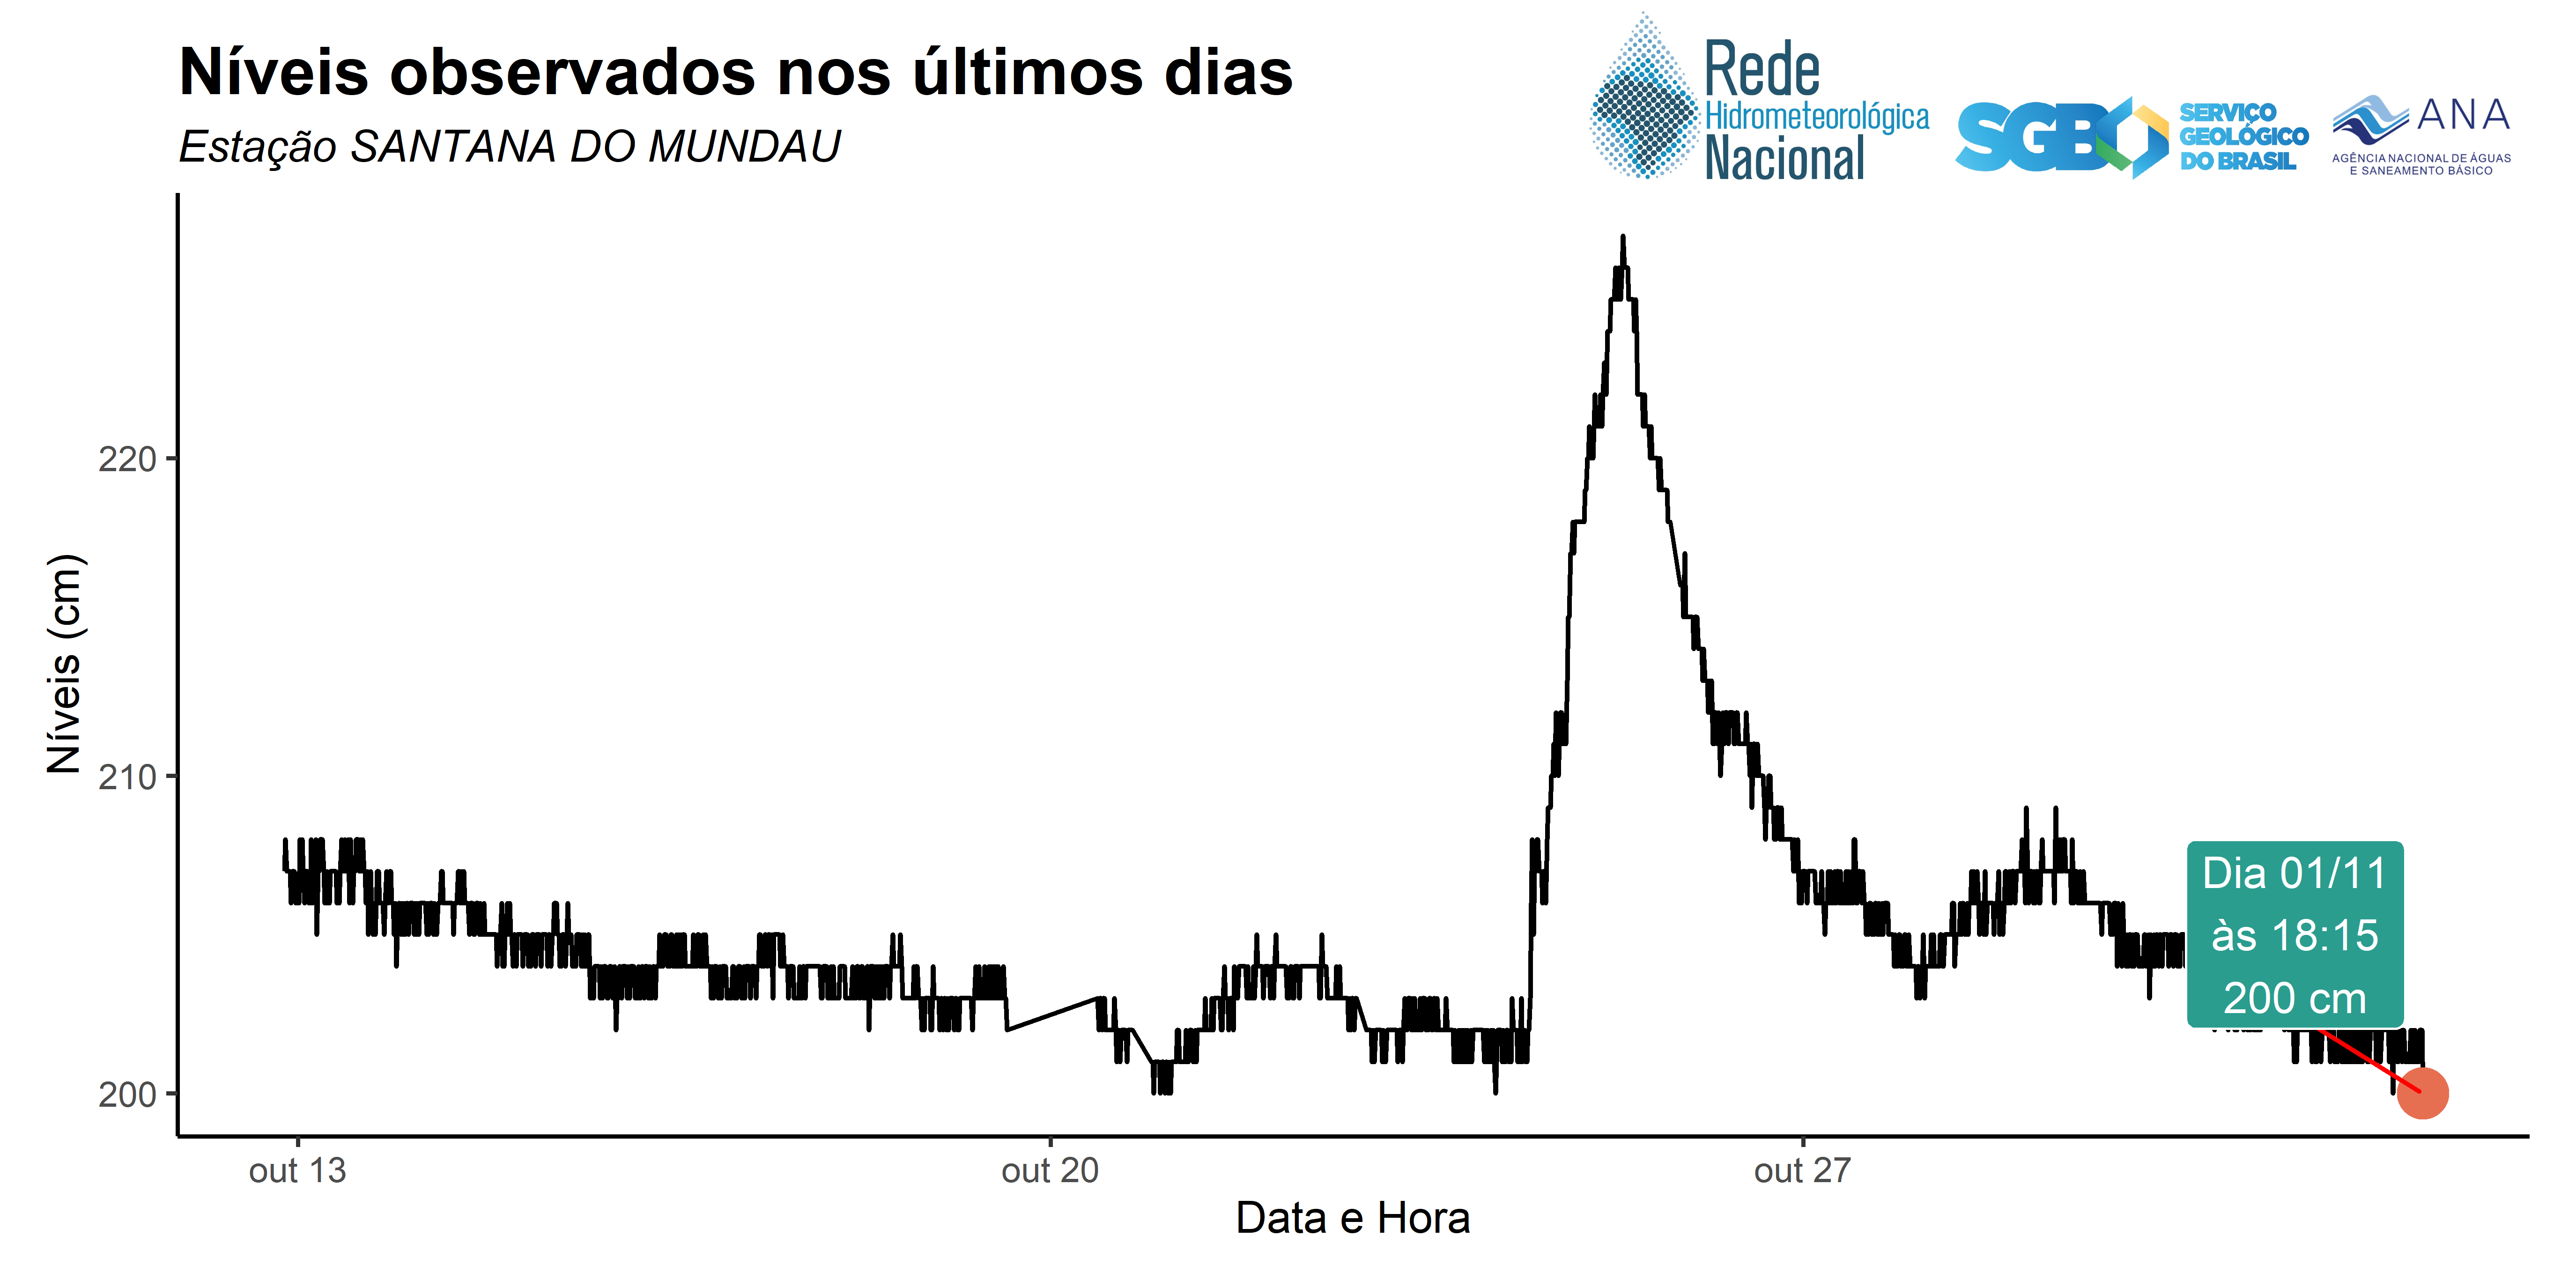 Níveis observados nos últimos dias
Estação SANTANA DO MUNDAU
Rede
Hidrometeorológica
Nacional
SGB
SERVIÇO
GEOLÓGICO
DO BRASIL
ANA
AGÊNCIA NACIONAL DE ÁGUAS
E SANEAMENTO BÁSICO
Níveis (cm)
220
210
200
Dia 01/11
às 18:15
200 cm
out 13
out 20
out 27
Data e Hora